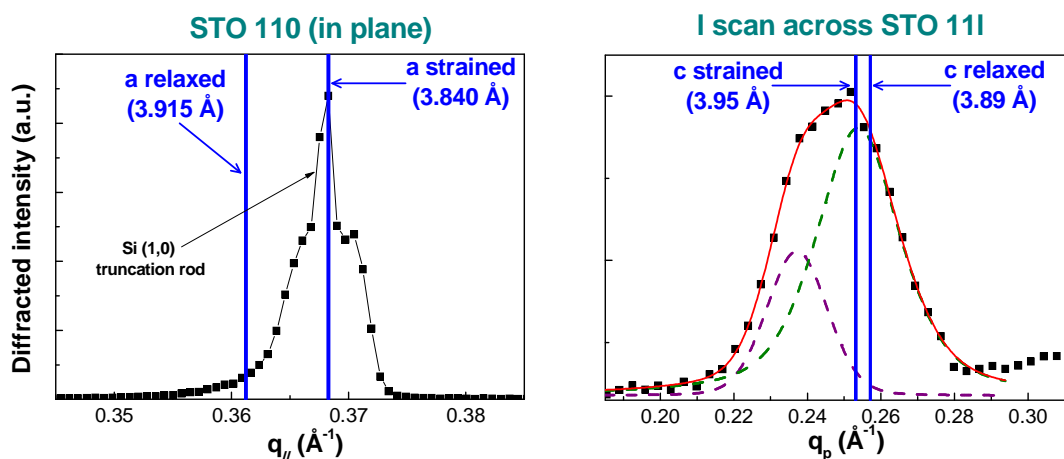 STO 110 (in plane)
a relaxed
(3.915 Å)
a strained
(3.840 Å)
Si (1,0)
truncation rod
Diffracted intensity (a.u.)
0.35
0.36
0.37
0.38
q// (Å-1)
l scan across STO 11l
c strained
(3.95 Å)
c relaxed
(3.89 Å)
0.20
0.22
0.24
0.26
0.28
0.30
qp (Å-1)